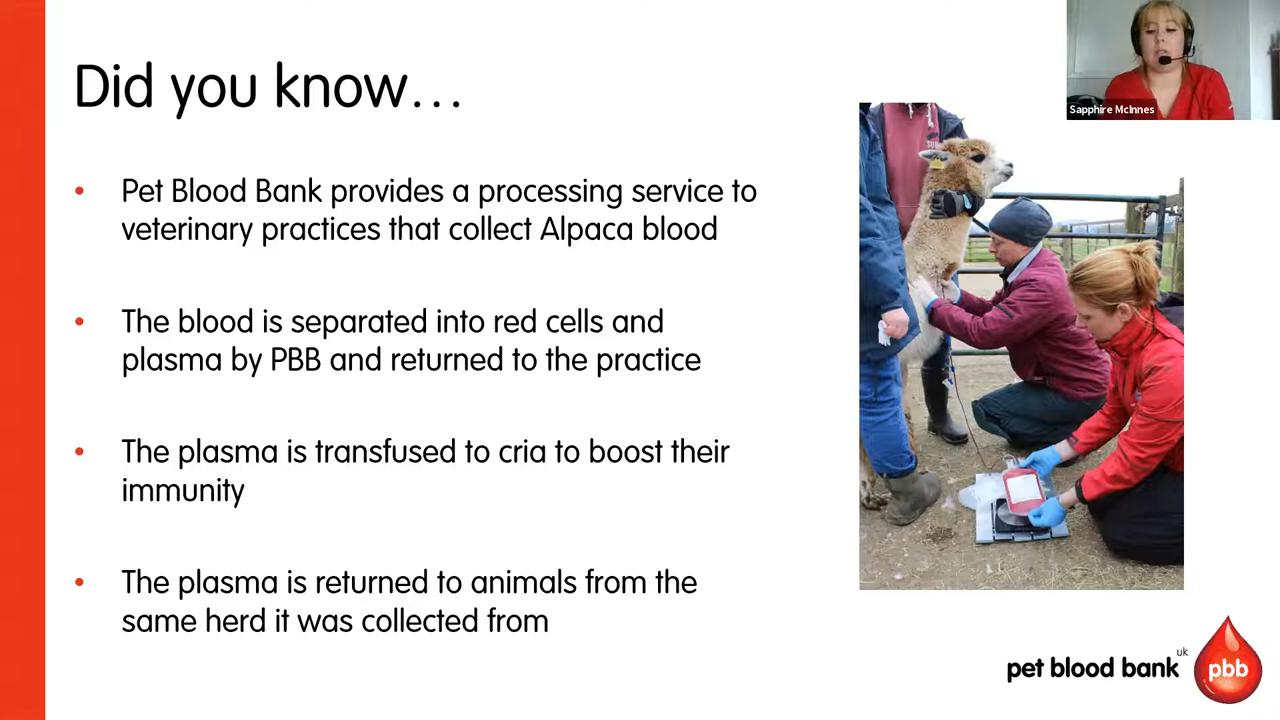 Did you know…
Sapphire McInnes
• Pet Blood Bank provides a processing service to
veterinary practices that collect Alpaca blood
• The blood is separated into red cells and
plasma by PBB and returned to the practice
• The plasma is transfused to cria to boost their
immunity
• The plasma is returned to animals from the
same herd it was collected from
pet blood bank uk
pbb